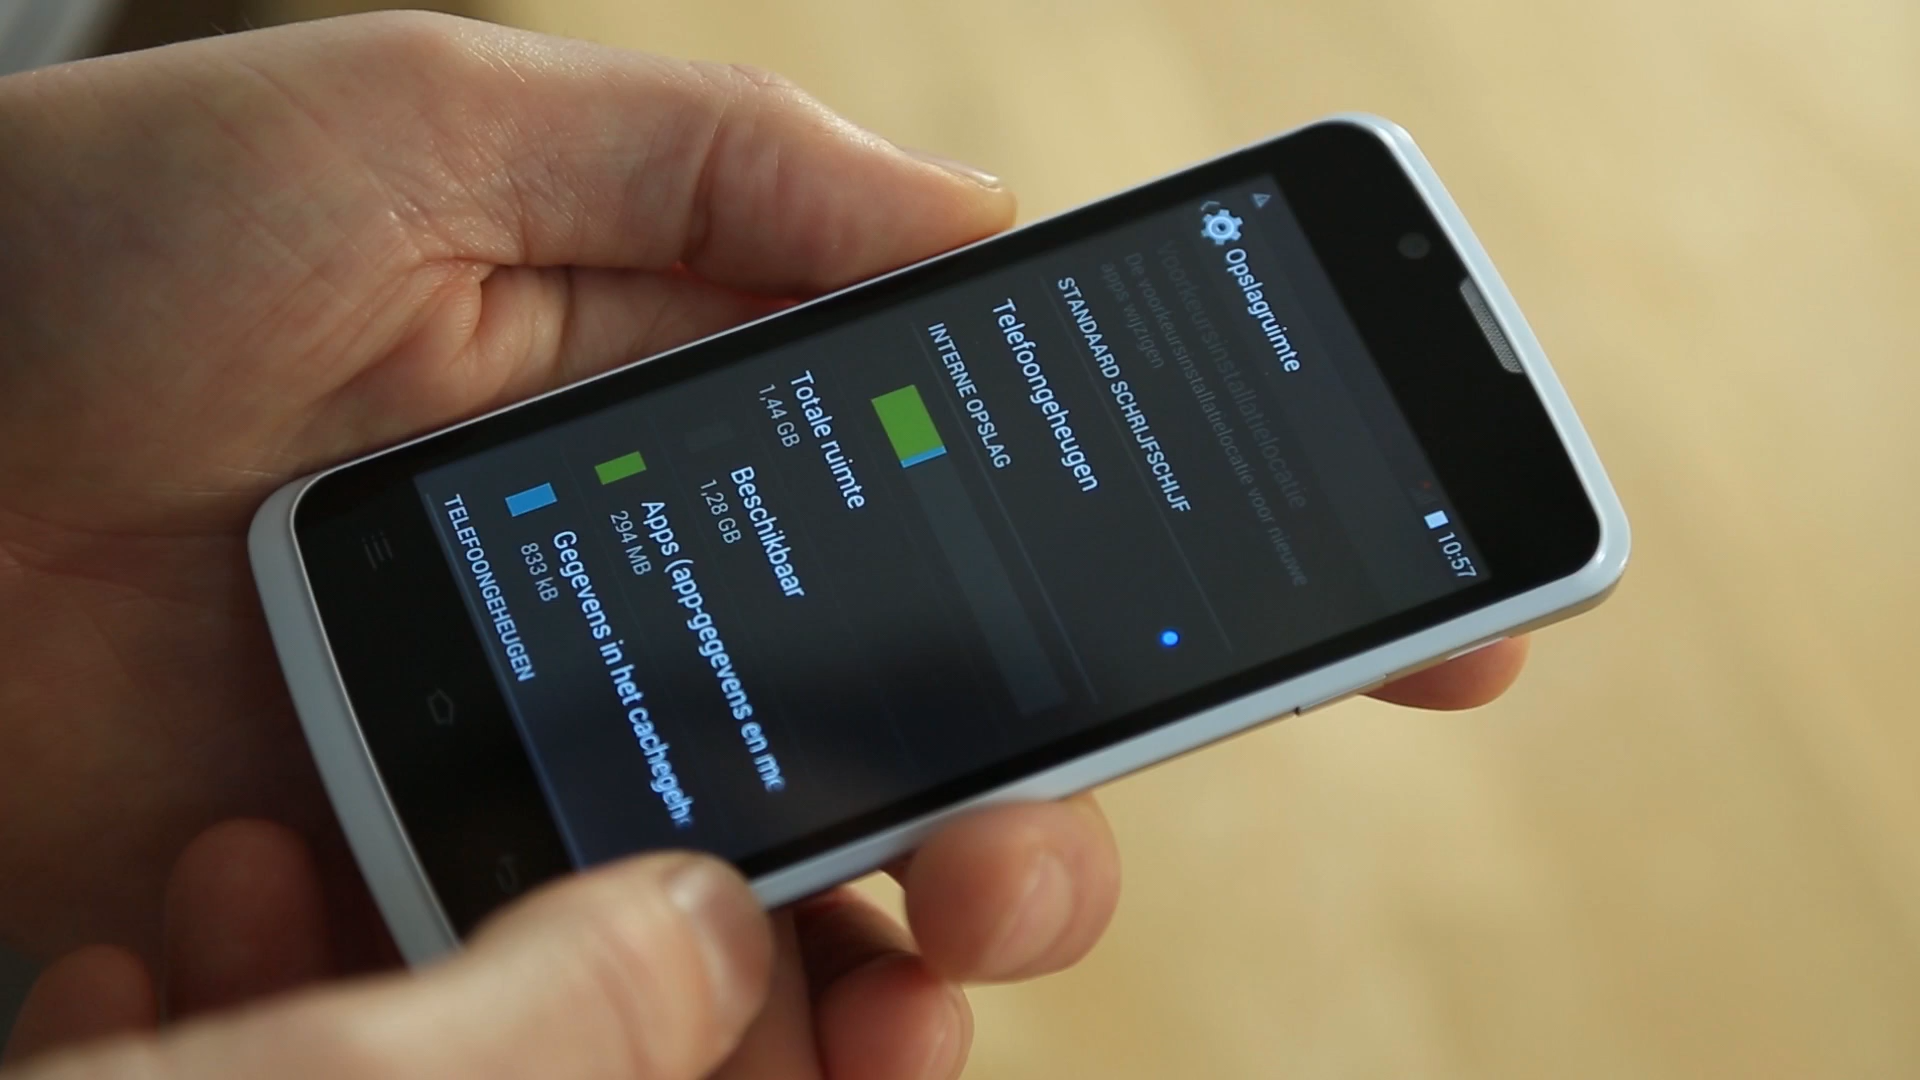 10:57
Opslagruimte
Voorkeursinstallatielocatie
De voorkeursinstallatielocatie voor nieuwe
apps wijzigen
STANDAARD SCHRIJFSCHIJF
Telefoongeheugen
INTERNE OPSLAG
Totale ruimte
1,44 GB
Beschikbaar
1,28 GB
Apps (app-gegevens en me
294 MB
Gegevens in het cachegehe
833 kB
TELEFOONGEHEUGEN